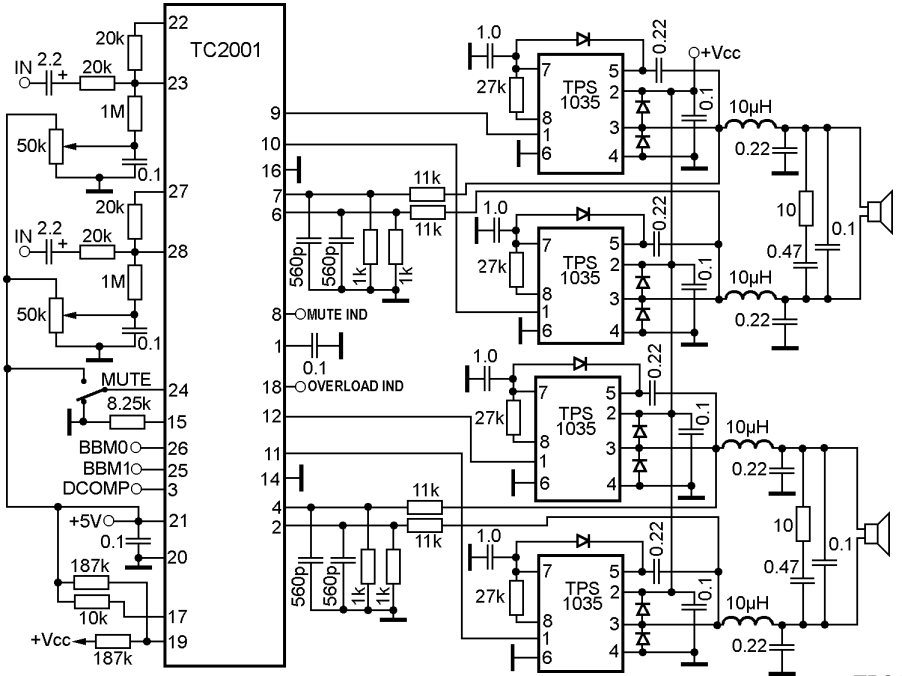 TC2001
22
20k
IN 2.2 + 20k
23
1M
50k
0.1
27
20k
IN 2.2 + 20k
28
1M
50k
0.1
MUTE
24
8.25k
15
BBM0 26
BBM1 25
DCOMP 3
+5V 21
0.1
20
187k
10k
17
+Vcc 19
187k
9
10
16
7
6
11k
11k
560p
560p
1k
1k
8 MUTE IND
1
0.1
18 OVERLOAD IND
12
11
14
4
2
11k
11k
560p
560p
1k
1k
1.0
27k
7
8
1
6
TPS
1035
5
2
3
4
0.22
+Vcc
0.1
10µH
0.22
1.0
27k
7
8
1
6
TPS
1035
5
2
3
4
0.22
0.1
10µH
0.22
10
0.47
0.1
1.0
27k
7
8
1
6
TPS
1035
5
2
3
4
0.22
0.1
10µH
0.22
1.0
27k
7
8
1
6
TPS
1035
5
2
3
4
0.22
0.1
10µH
0.22
10
0.47
0.1